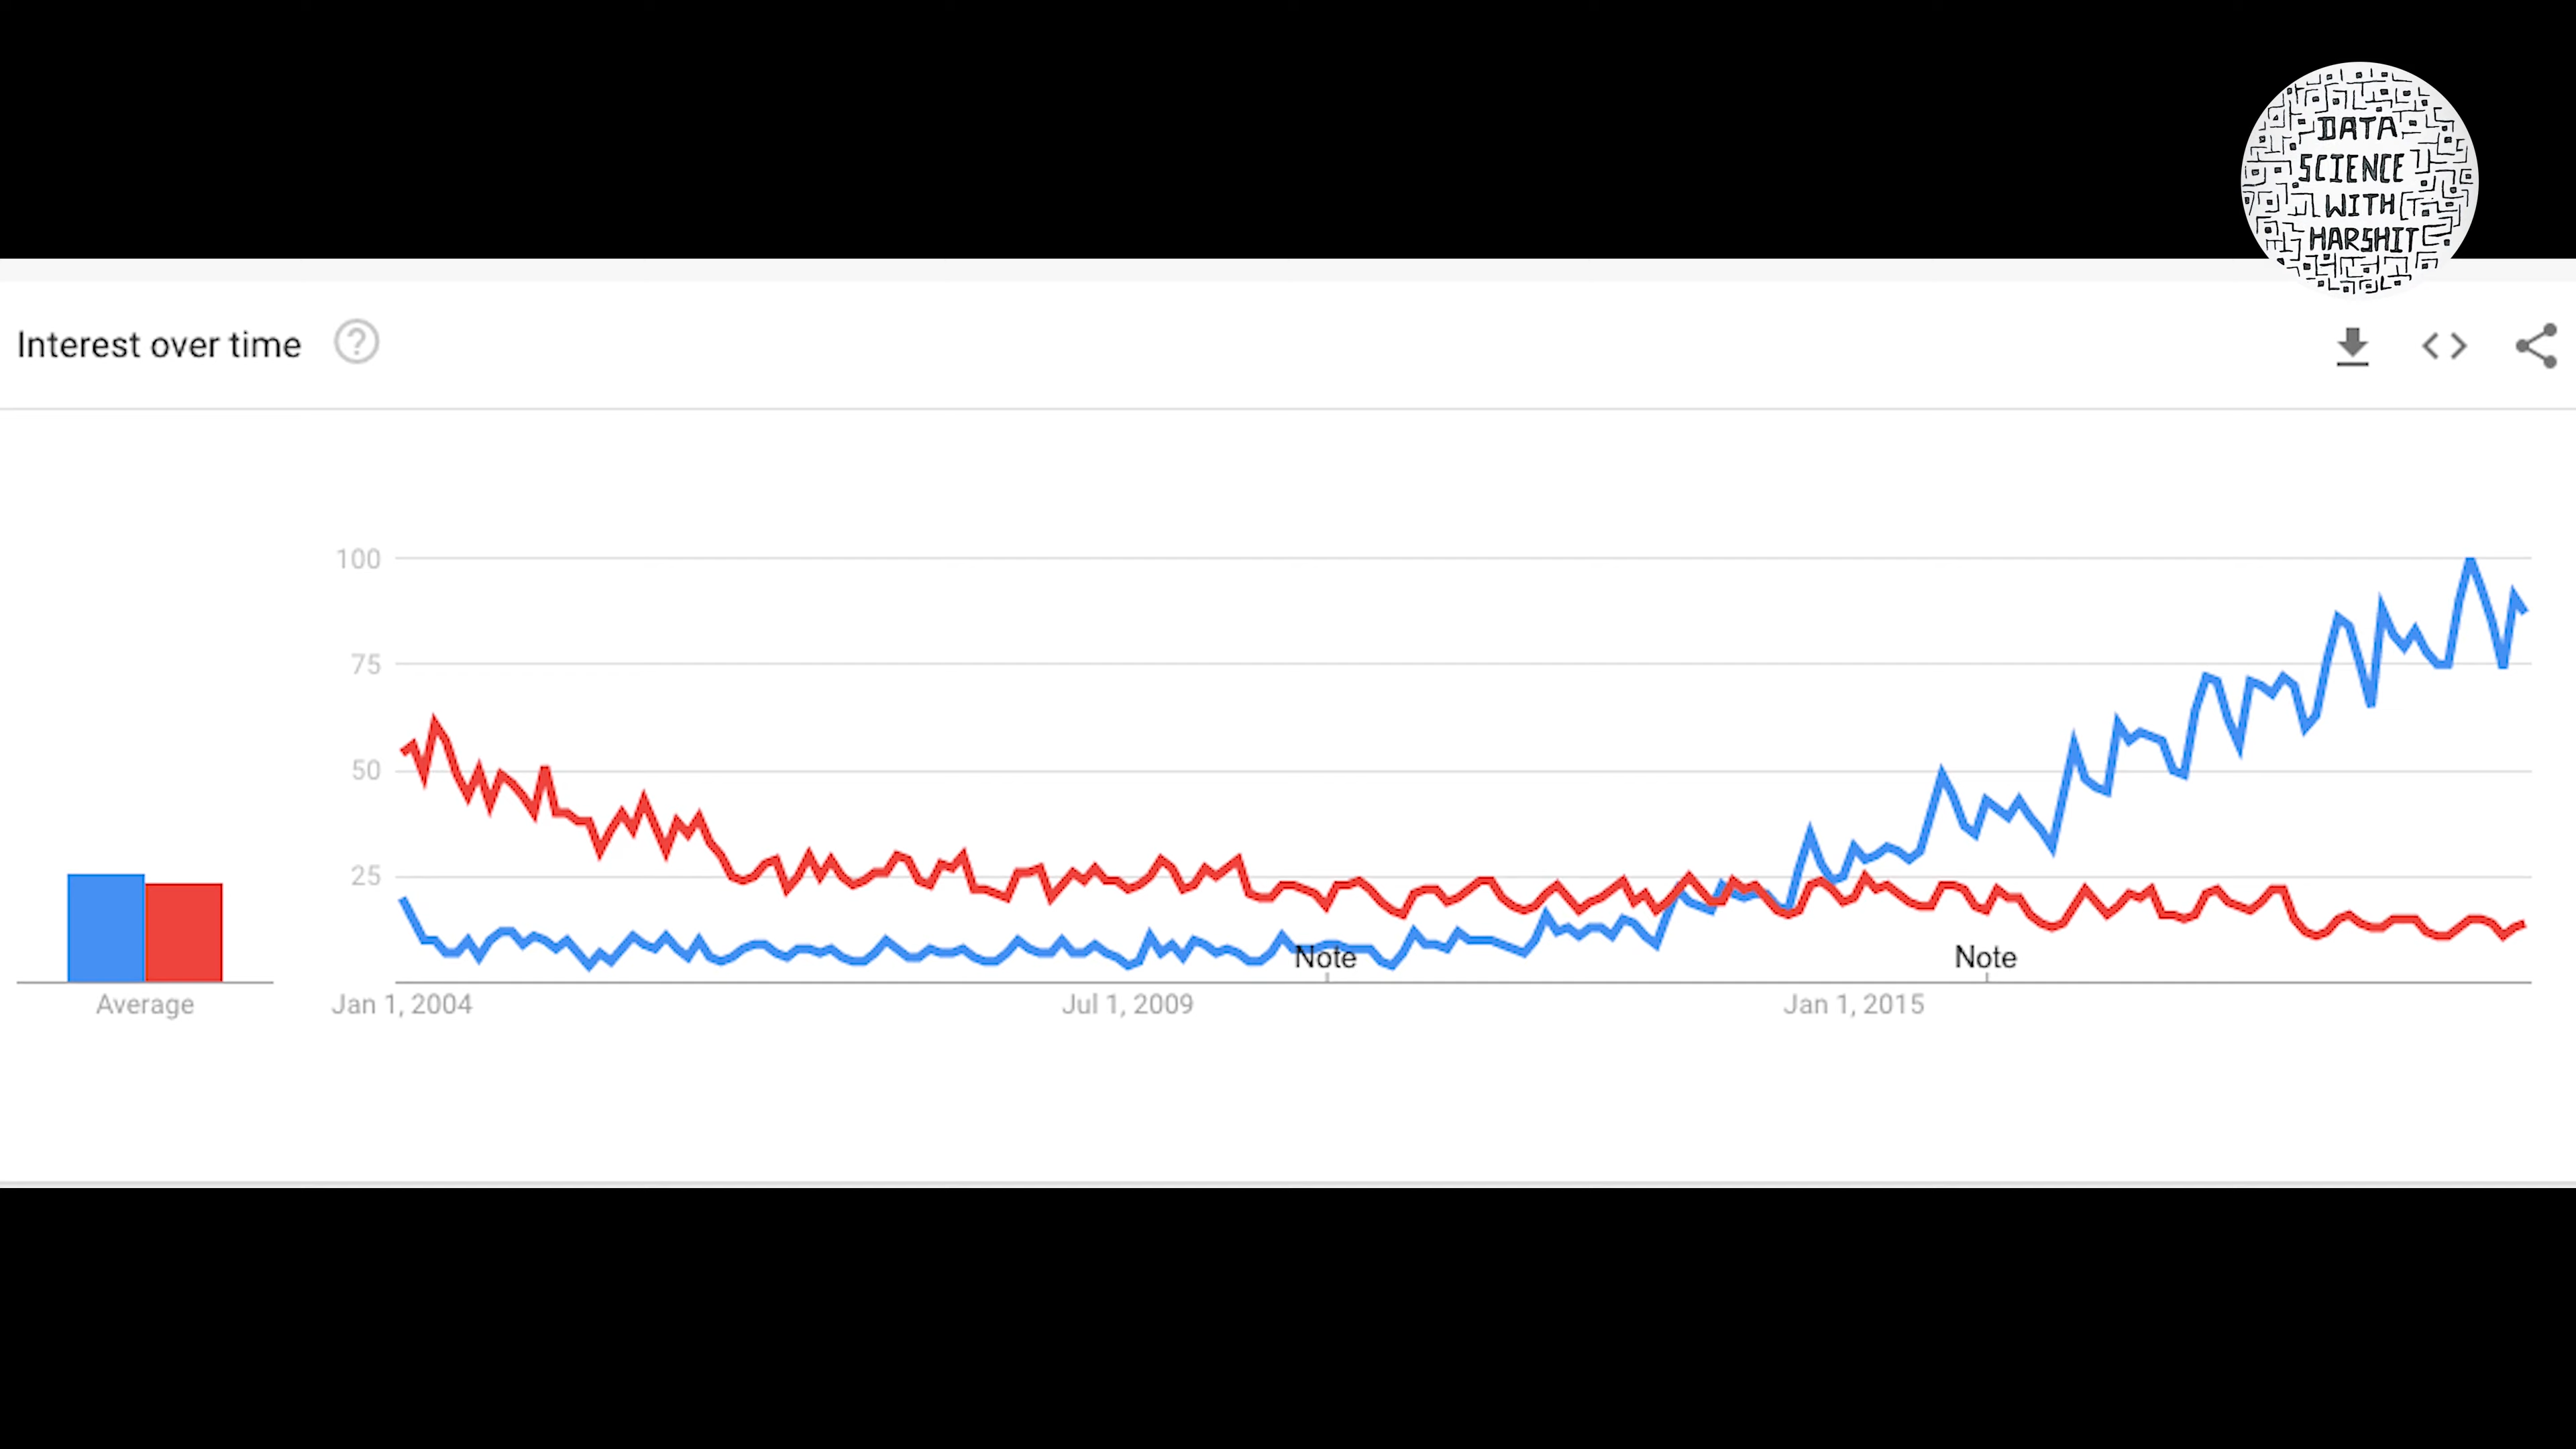 DATA
SCIENCE
WITH
HARSHIT
Interest over time
100
75
50
25
Note
Note
Average
Jan 1, 2004
Jul 1, 2009
Jan 1, 2015